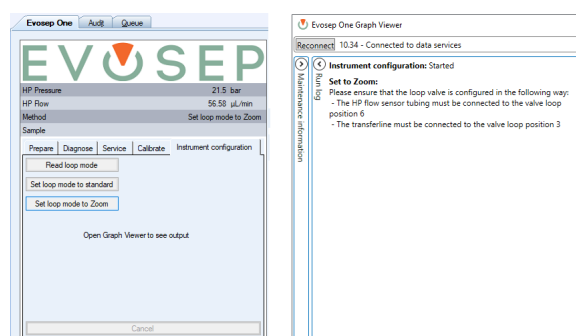 Evosep One Audit Queue
EVOSEP
HP Pressure 21.5 bar
HP Flow 56.58 µL/min
Method Set loop mode to Zoom
Sample
Prepare Diagnose Service Calibrate Instrument configuration
Read loop mode
Set loop mode to standard
Set loop mode to Zoom
Open Graph Viewer to see output
Cancel
Evosep One Graph Viewer
Reconnect 10.34 - Connected to data services
Maintenance information
Run log
Instrument configuration: Started
Set to Zoom:
Please ensure that the loop valve is configured in the following way:
- The HP flow sensor tubing must be connected to the valve loop
position 6
- The transferline must be connected to the valve loop position 3